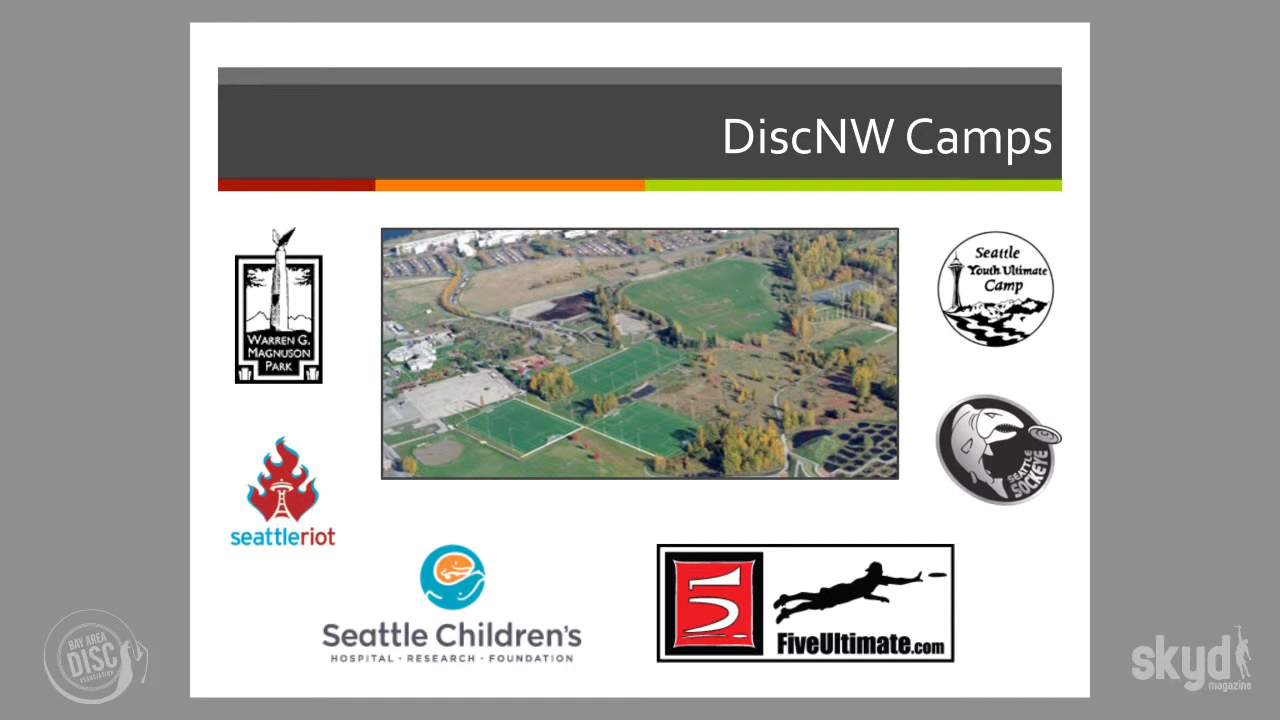 DiscNW Camps
WARREN G.
MAGNUSON
PARK
Seattle
Youth Ultimate
Camp
SEATTLE
SOCKEYE
seattleriot
Seattle Children's
HOSPITAL · RESEARCH · FOUNDATION
5
FiveUltimate.com
BAY AREA
DISC
ASSOCIATION
skyd
magazine